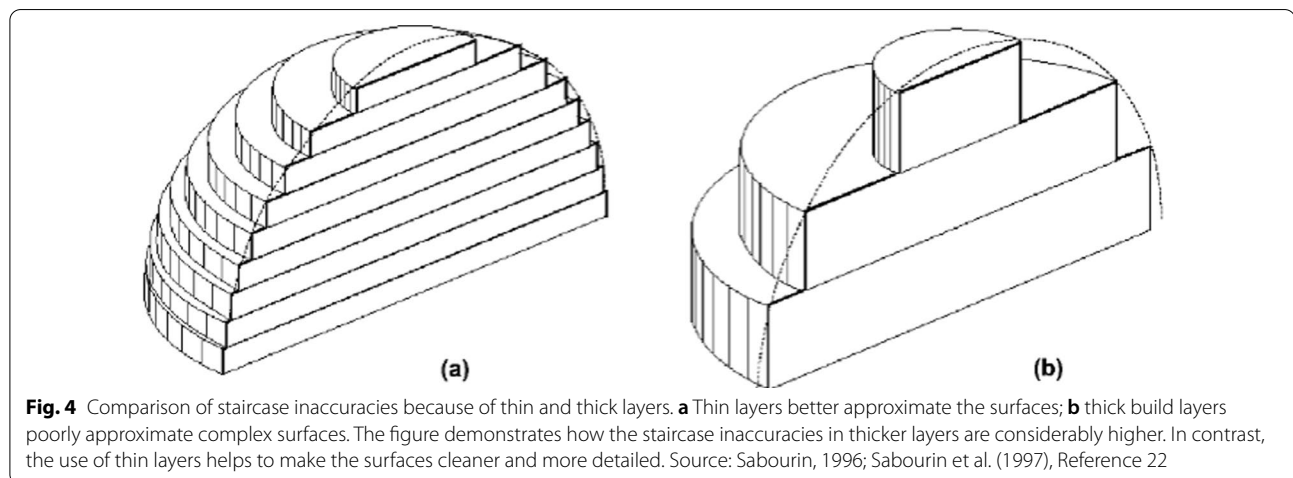 (a) (b)
Fig. 4 Comparison of staircase inaccuracies because of thin and thick layers. a Thin layers better approximate the surfaces; b thick build layers
poorly approximate complex surfaces. The figure demonstrates how the staircase inaccuracies in thicker layers are considerably higher. In contrast,
the use of thin layers helps to make the surfaces cleaner and more detailed. Source: Sabourin, 1996; Sabourin et al. (1997), Reference 22